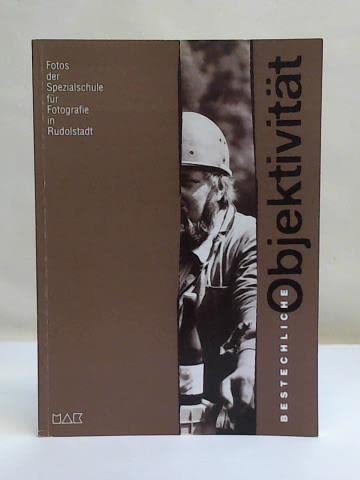 Fotos
der
Spezialschule
für
Fotografie
in
Rudolstadt
BESTECHLICHE
Objektivität
MAK